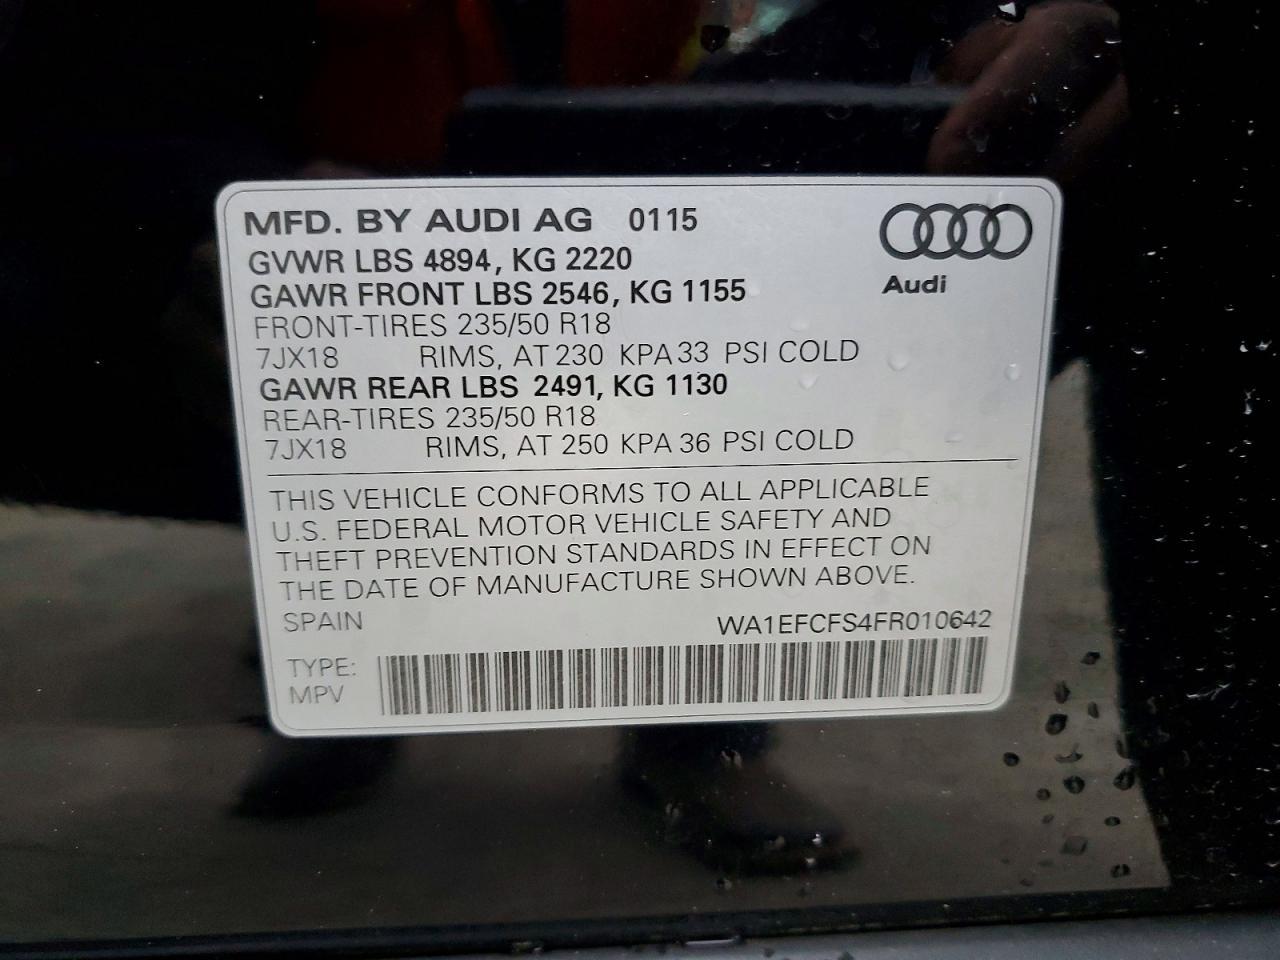 MFD. BY AUDI AG 0115
GVWR LBS 4894, KG 2220
GAWR FRONT LBS 2546, KG 1155
FRONT-TIRES 235/50 R18
7JX18 RIMS, AT 230 KPA 33 PSI COLD
GAWR REAR LBS 2491, KG 1130
REAR-TIRES 235/50 R18
7JX18 RIMS, AT 250 KPA 36 PSI COLD
Audi
THIS VEHICLE CONFORMS TO ALL APPLICABLE
U.S. FEDERAL MOTOR VEHICLE SAFETY AND
THEFT PREVENTION STANDARDS IN EFFECT ON
THE DATE OF MANUFACTURE SHOWN ABOVE.
SPAIN WA1EFCFS4FR010642
TYPE:
MPV